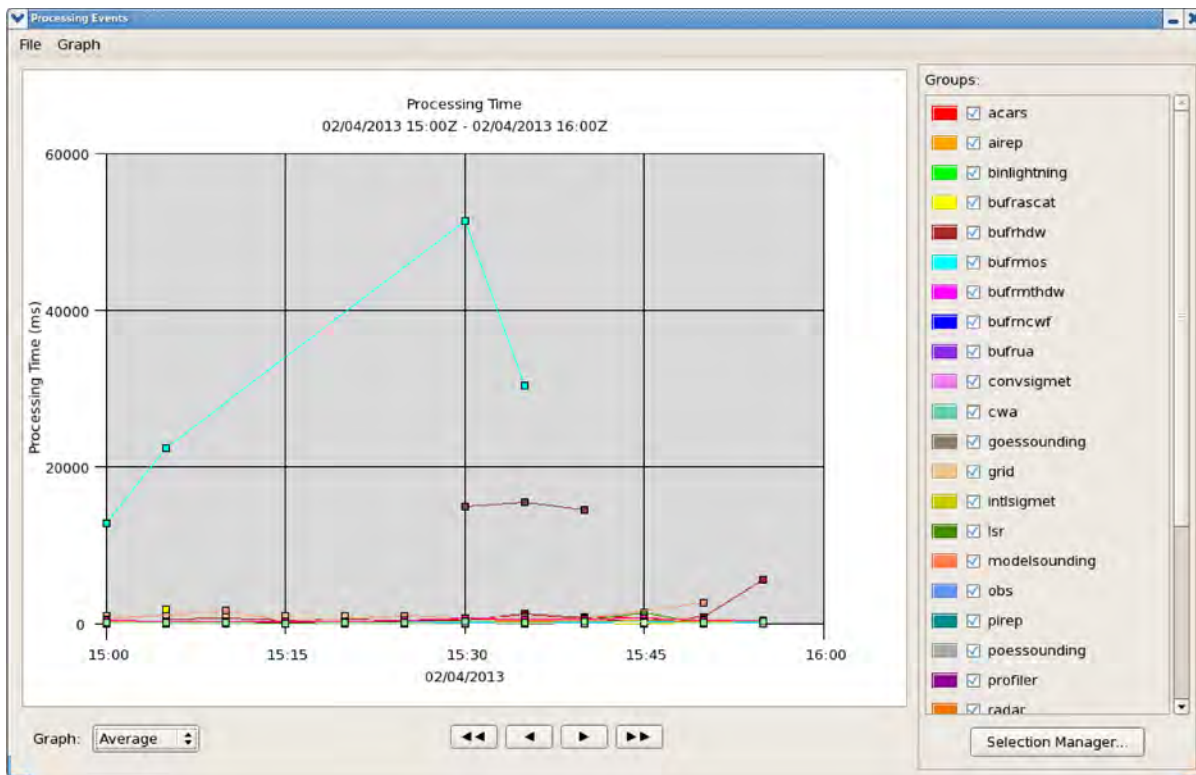 Processing Events
File Graph
Processing Time
02/04/2013 15:00Z - 02/04/2013 16:00Z
60000
40000
20000
0
Processing Time (ms)
15:00 15:15 15:30 15:45 16:00
02/04/2013
Graph: Average
Groups:
acars
airep
binlightning
bufrascat
bufrhdw
bufrmos
bufrmthdw
bufrncwf
bufrua
convsigmet
cwa
goessounding
grid
intlsigmet
lsr
modelsounding
obs
pirep
poessounding
profiler
radar
Selection Manager...